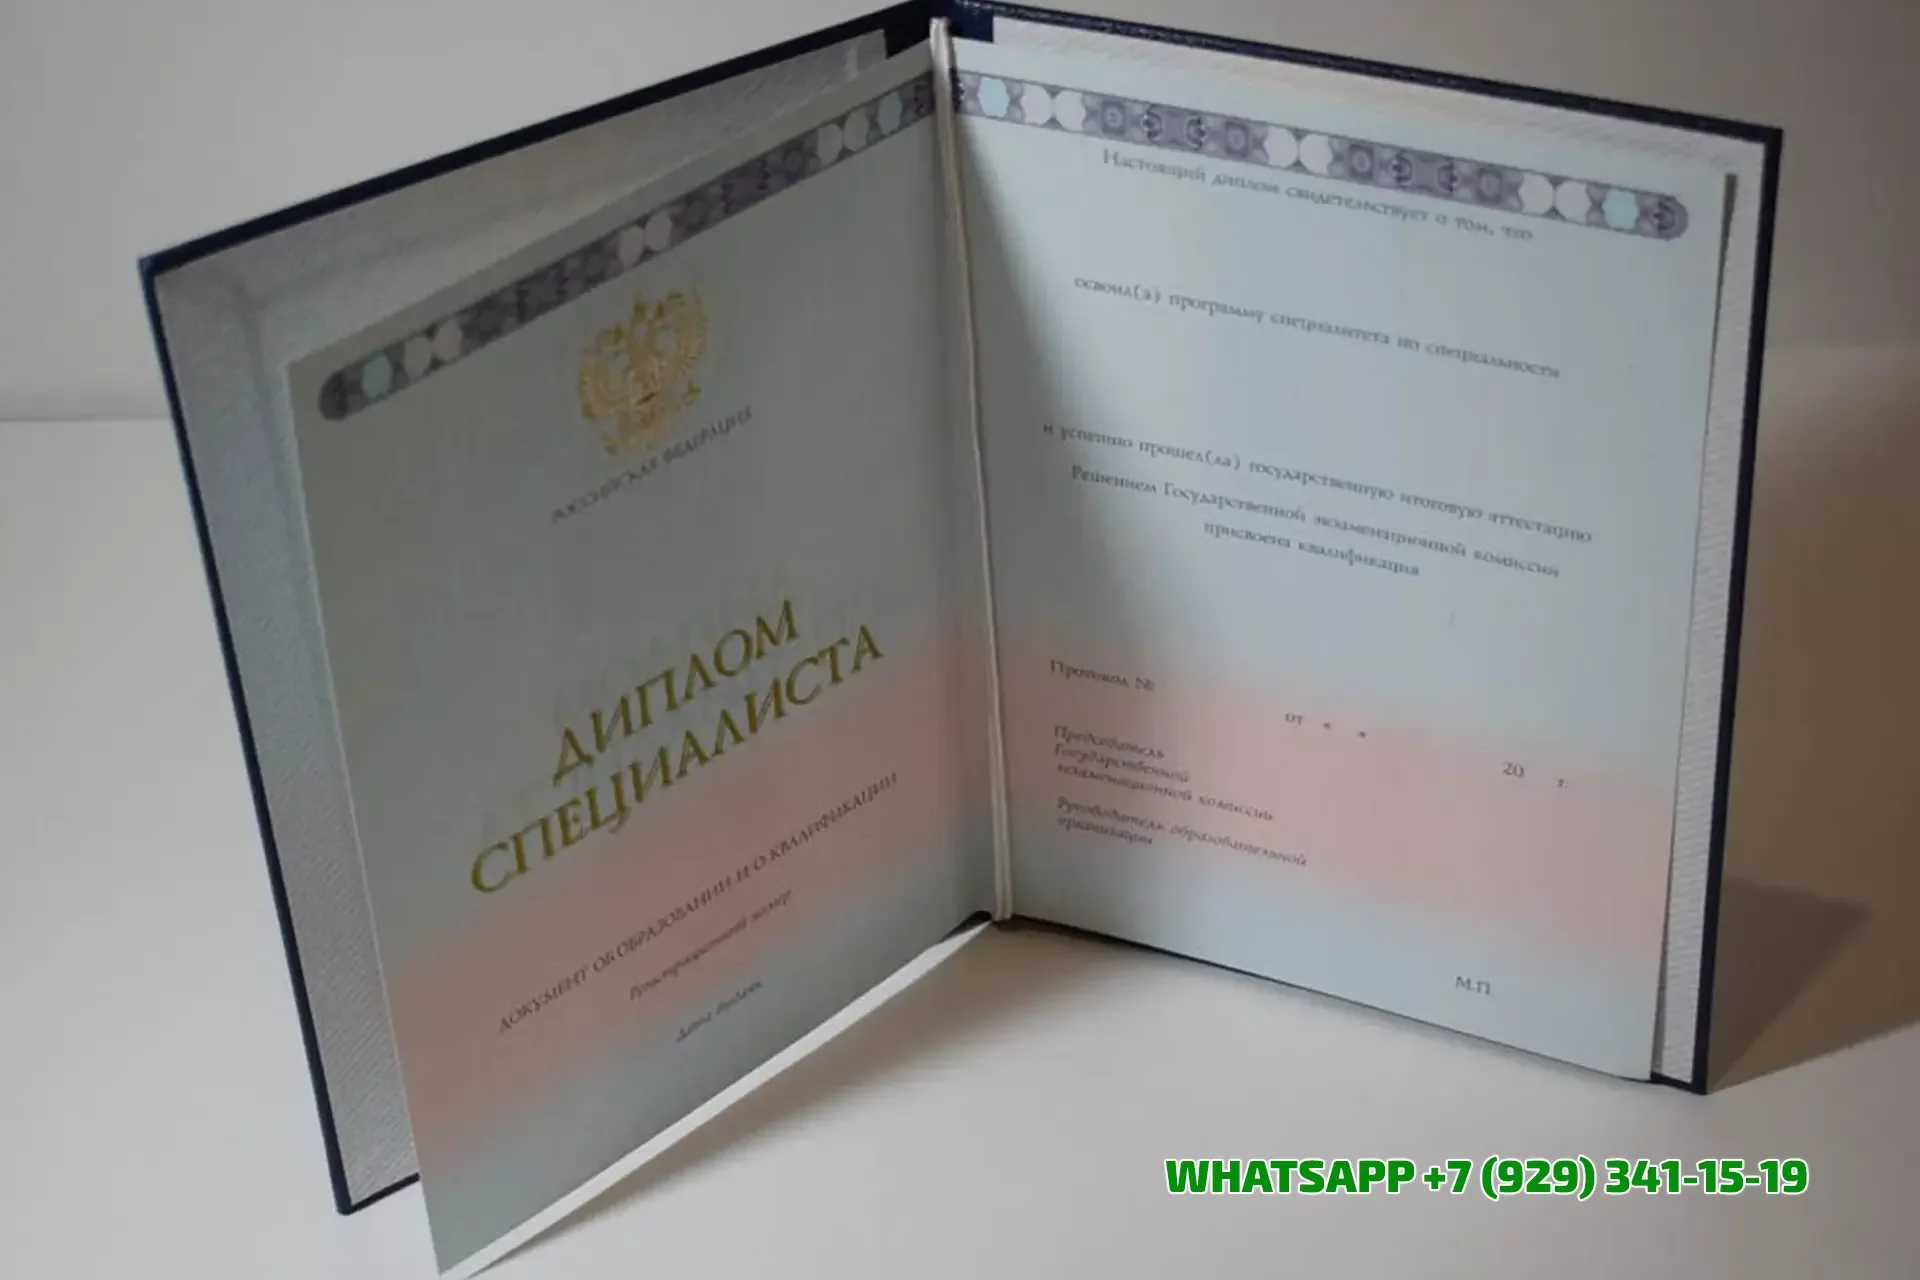 РОССИЙСКАЯ ФЕДЕРАЦИЯ
ДИПЛОМ
СПЕЦИАЛИСТА
ДОКУМЕНТ ОБ ОБРАЗОВАНИИ И О КВАЛИФИКАЦИИ
Регистрационный номер
Дата выдачи
Настоящий диплом свидетельствует о том, что
освоил(а) программу специалитета по специальности
и успешно прошел(ла) государственную итоговую аттестацию
Решением Государственной экзаменационной комиссии
присвоена квалификация
Протокол №
от « »
20 г.
Председатель
Государственной
экзаменационной комиссии
Руководитель образовательной
организации
М.П.
WHATSAPP +7 (929) 341-15-19